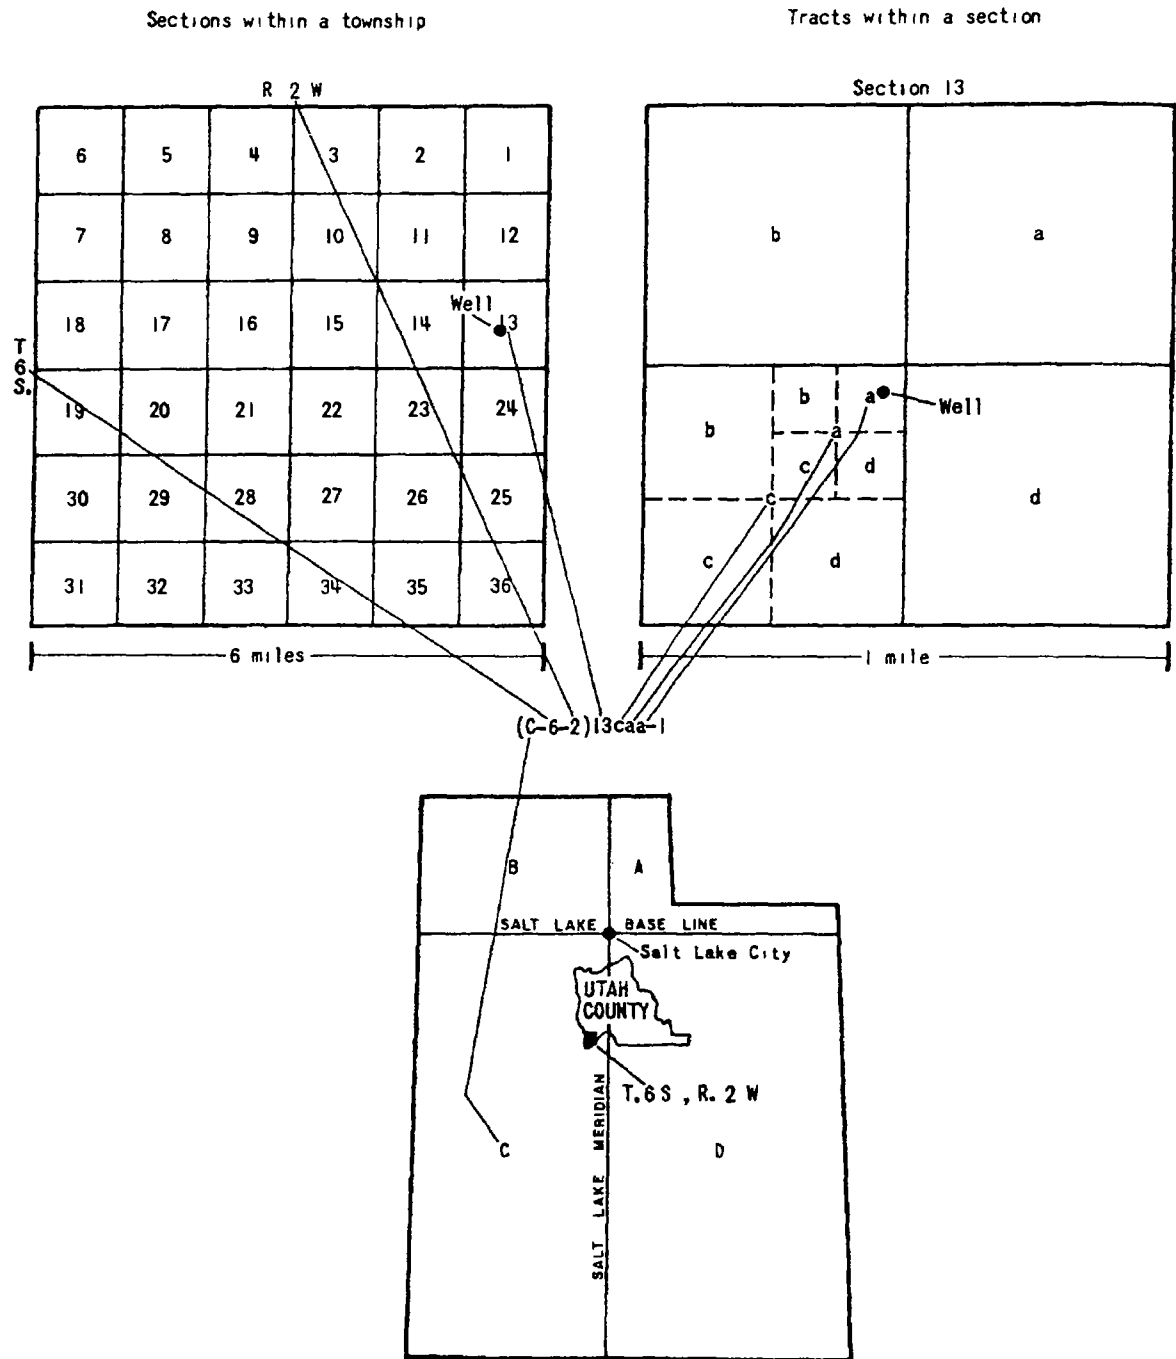 Sections within a township
Tracts within a section
R 2 W
Section 13
6 5 4 3 2 1
7 8 9 10 11 12
Well
18 17 16 15 14 13
T
6
S.
19 20 21 22 23 24
30 29 28 27 26 25
31 32 33 34 35 36
6 miles
b a
b b a Well
a
c d
c
c d
d
1 mile
(C-6-2)13caa-1
B A
SALT LAKE BASE LINE
Salt Lake City
UTAH
COUNTY
T.6S , R. 2 W
SALT LAKE MERIDIAN
C D